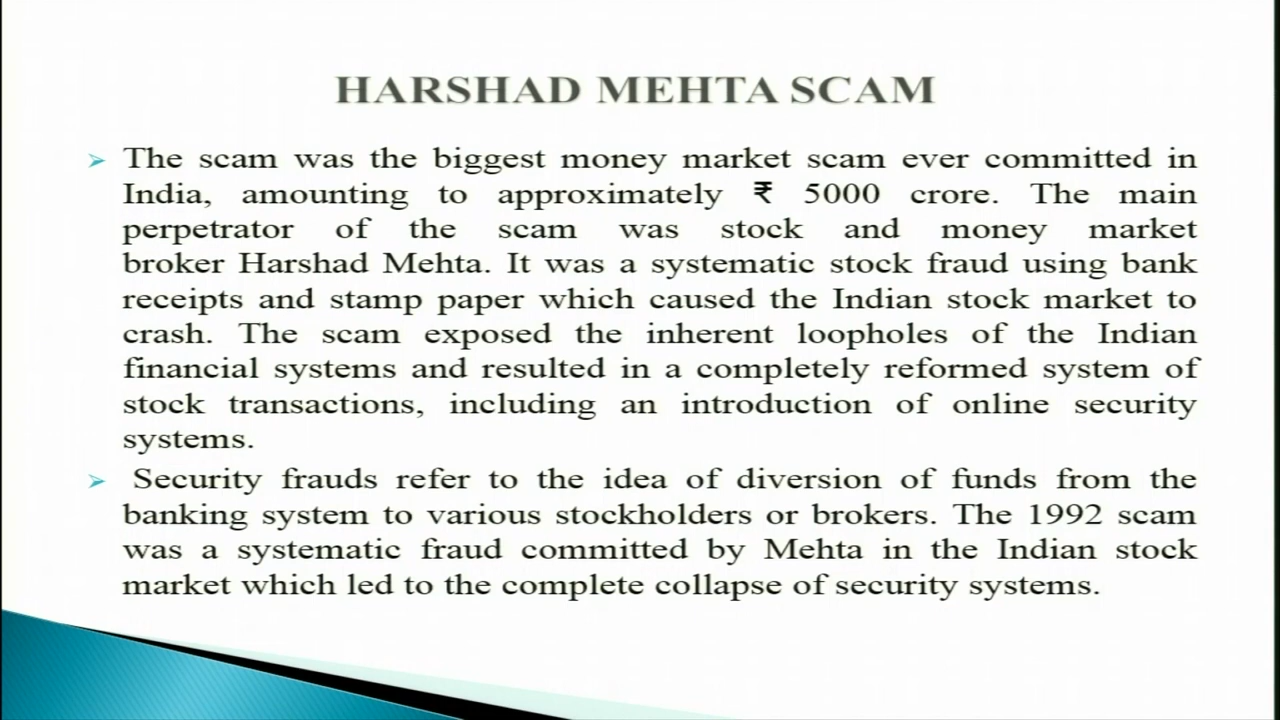 HARSHAD MEHTA SCAM
➢ The scam was the biggest money market scam ever committed in
India, amounting to approximately ₹ 5000 crore. The main
perpetrator of the scam was stock and money market
broker Harshad Mehta. It was a systematic stock fraud using bank
receipts and stamp paper which caused the Indian stock market to
crash. The scam exposed the inherent loopholes of the Indian
financial systems and resulted in a completely reformed system of
stock transactions, including an introduction of online security
systems.
➢ Security frauds refer to the idea of diversion of funds from the
banking system to various stockholders or brokers. The 1992 scam
was a systematic fraud committed by Mehta in the Indian stock
market which led to the complete collapse of security systems.